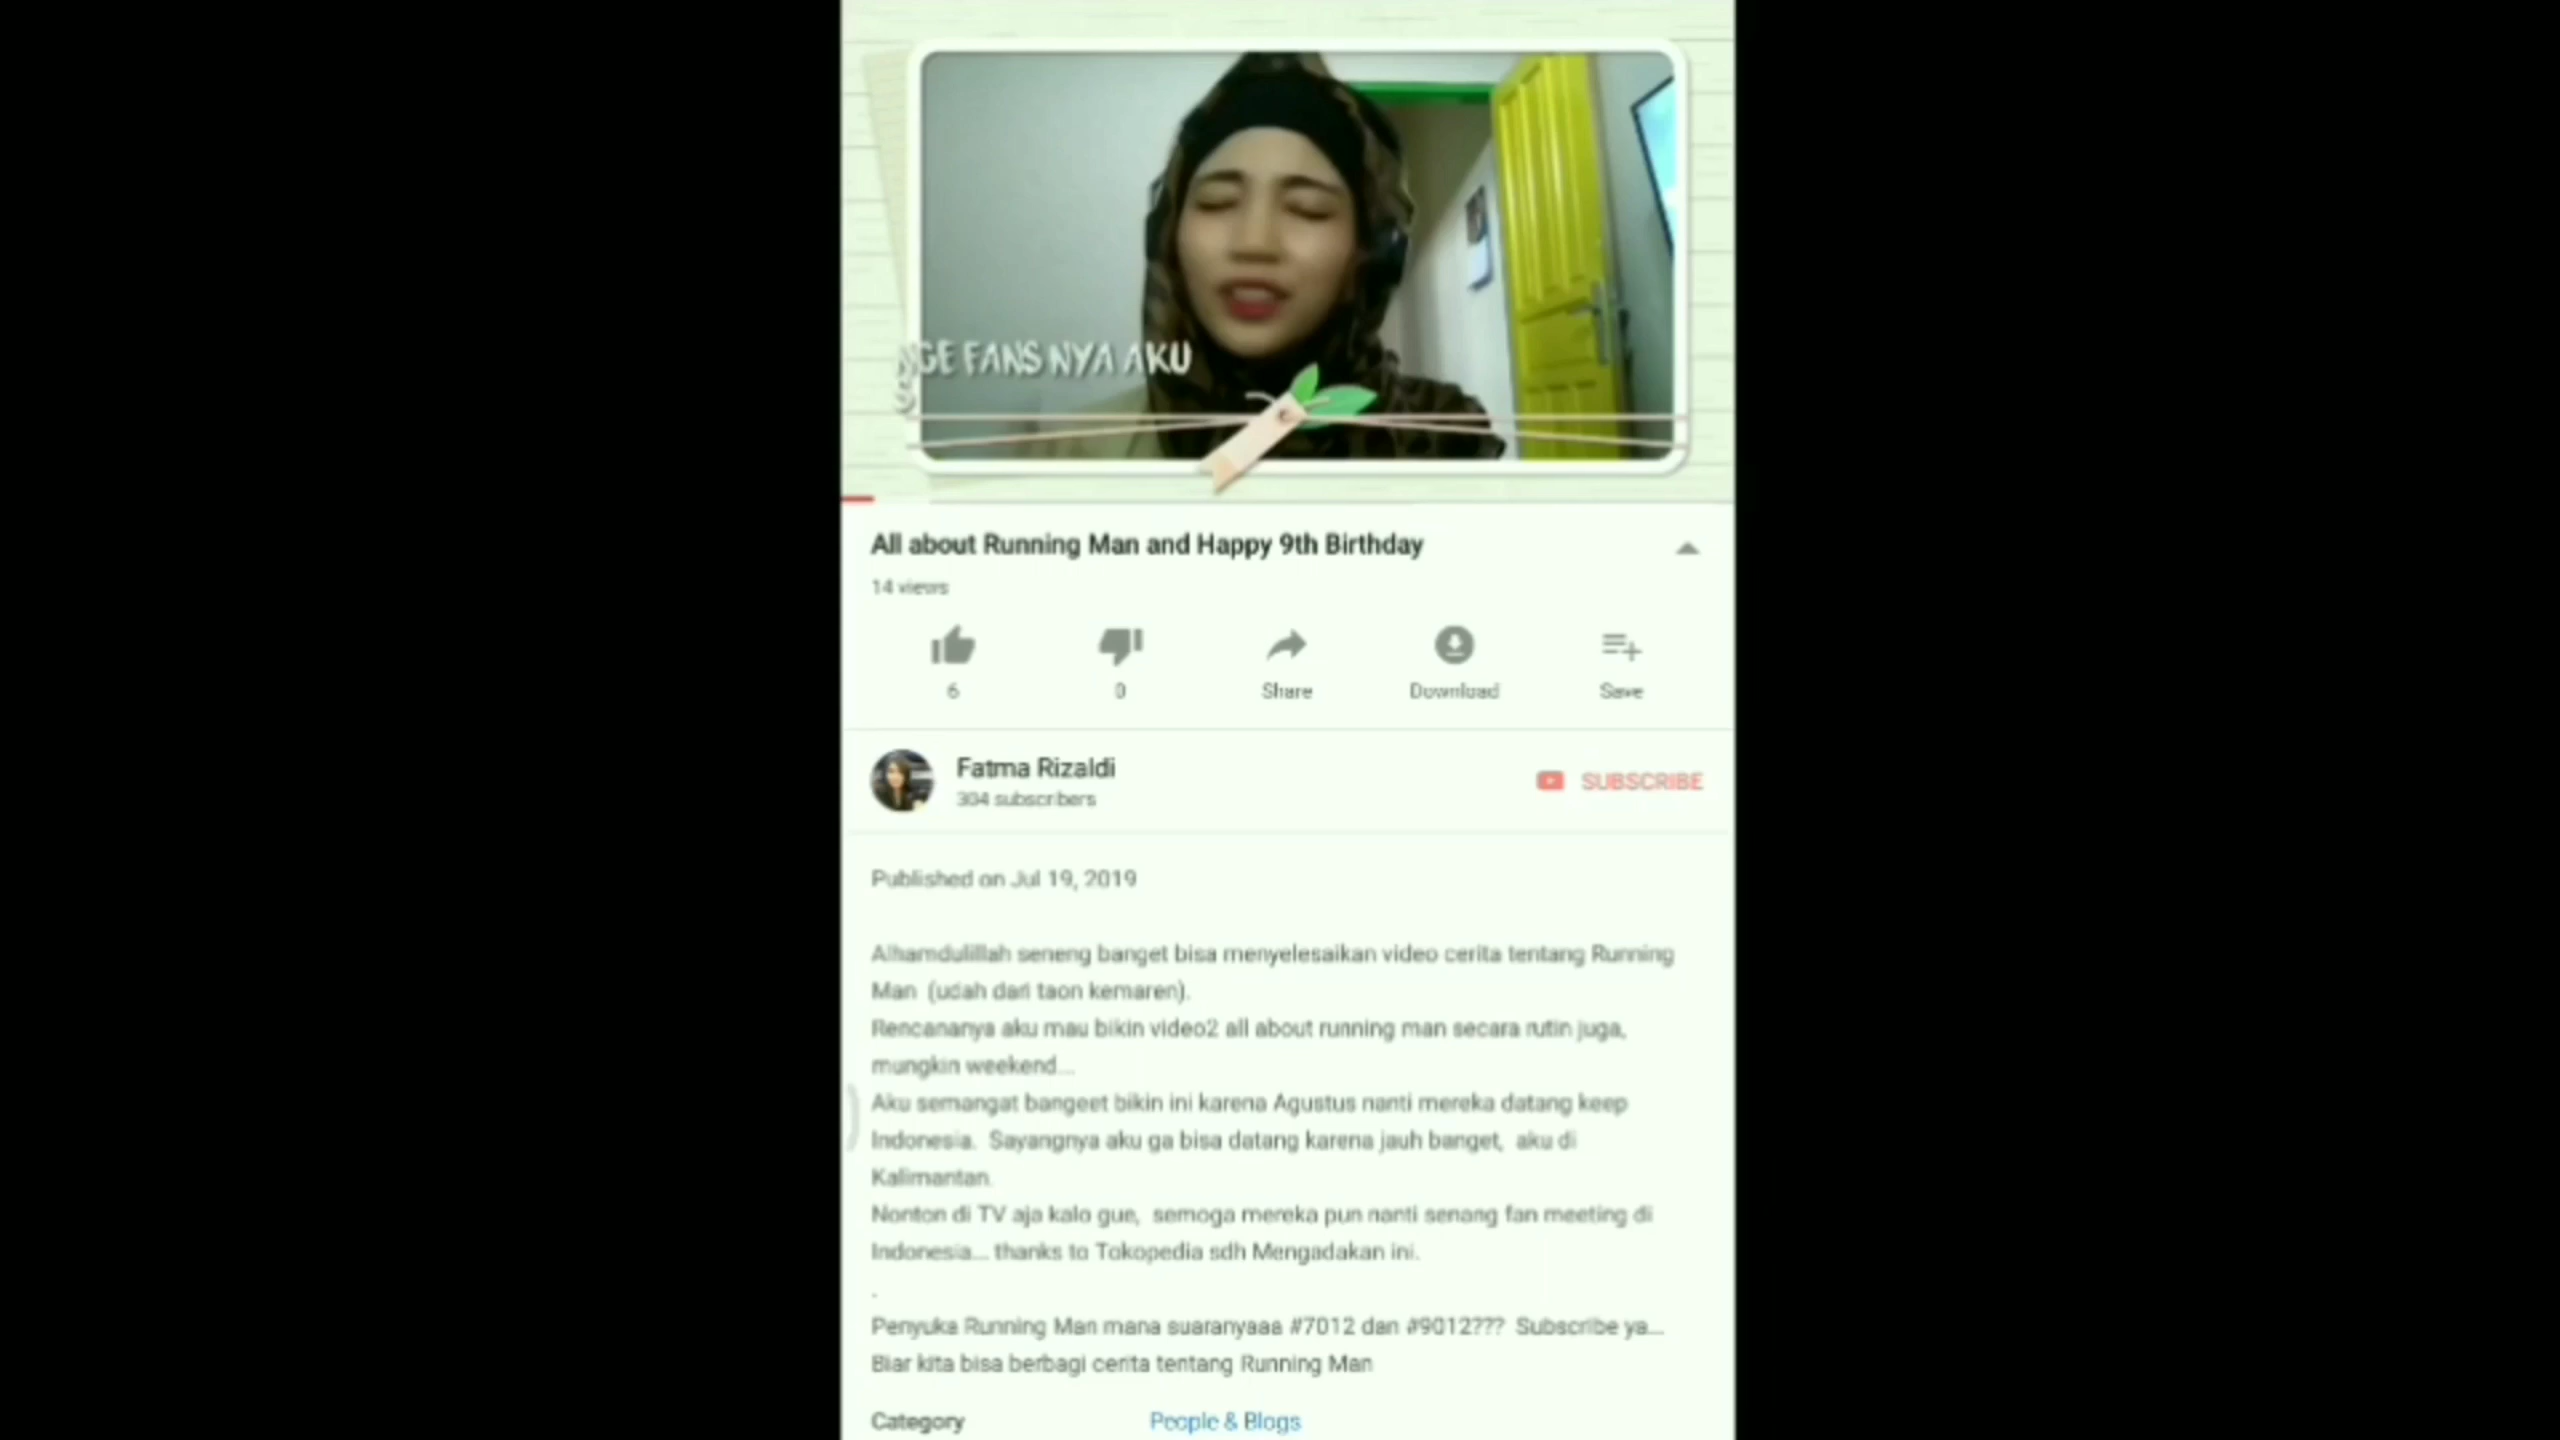 NGE FANS NYA AKU
S
All about Running Man and Happy 9th Birthday
14 views
6
0
Share
Download
Save
Fatma Rizaldi
304 subscribers
SUBSCRIBE
Published on Jul 19, 2019
Alhamdulillah seneng banget bisa menyelesaikan video cerita tentang Running
Man (udah dari taon kemaren).
Rencananya aku mau bikin video2 all about running man secara rutin juga,
mungkin weekend...
Aku semangat bangeet bikin ini karena Agustus nanti mereka datang keep
Indonesia. Sayangnya aku ga bisa datang karena jauh banget, aku di
Kalimantan.
Nonton di TV aja kalo gue, semoga mereka pun nanti senang fan meeting di
Indonesia... thanks to Tokopedia sdh Mengadakan ini.
.
Penyuka Running Man mana suaranyaaa #7012 dan #9012??? Subscribe ya...
Biar kita bisa berbagi cerita tentang Running Man
Category
People & Blogs